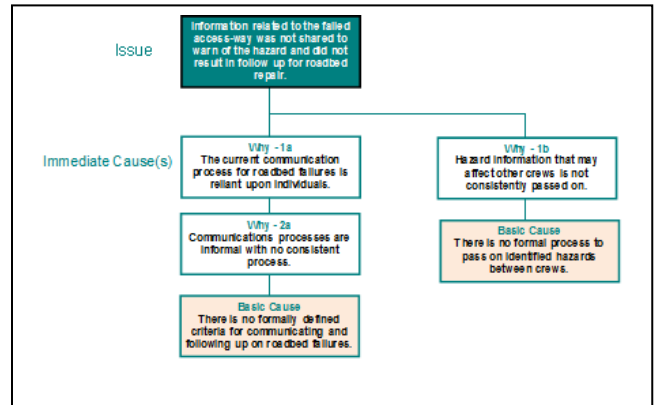 Issue
Information related to the failed
access-way was not shared to
warn of the hazard and did not
result in follow up for roadbed
repair.
Immediate Cause(s)
Why - 1a
The current communication
process for roadbed failures is
reliant upon individuals.
Why - 1b
Hazard information that may
affect other crews is not
consistently passed on.
Why - 2a
Communications processes are
informal with no consistent
process.
Basic Cause
There is no formal process to
pass on identified hazards
between crews.
Basic Cause
There is no formally defined
criteria for communicating and
following up on roadbed failures.